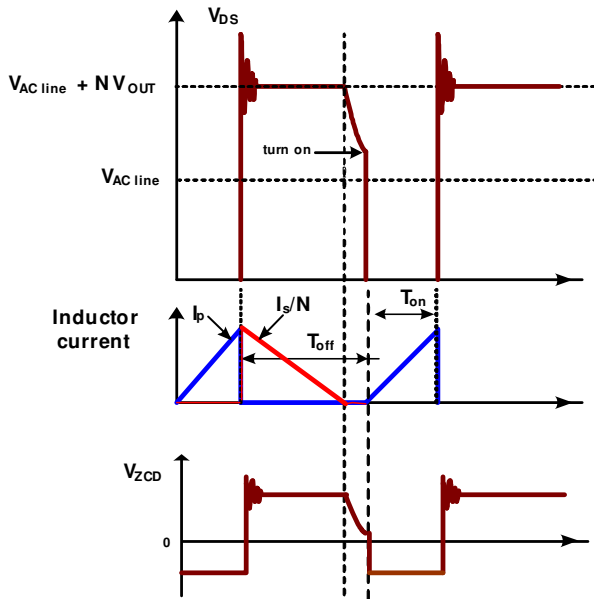 VDS
VAC line + N VOUT
turn on
VAC line
Inductor
current
Ip
Is/N
Toff
Ton
VZCD
0